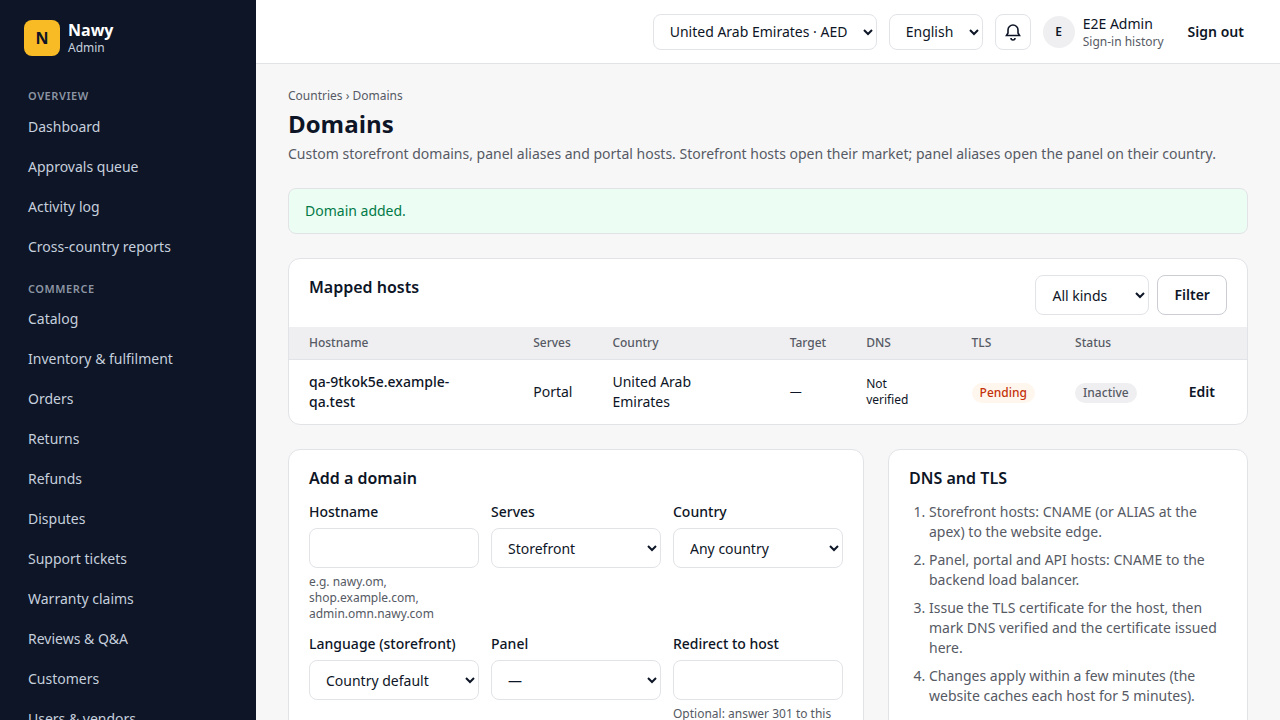 N
Nawy
Admin
OVERVIEW
Dashboard
Approvals queue
Activity log
Cross-country reports
COMMERCE
Catalog
Inventory & fulfilment
Orders
Returns
Refunds
Disputes
Support tickets
Warranty claims
Reviews & Q&A
Customers
Users & vendors
United Arab Emirates · AED
English
E
E2E Admin
Sign-in history
Sign out
Countries › Domains
Domains
Custom storefront domains, panel aliases and portal hosts. Storefront hosts open their market; panel aliases open the panel on their country.
Domain added.
Mapped hosts
All kinds
Filter
Hostname Serves Country Target DNS TLS Status
qa-9tkok5e.example-qa.test Portal United Arab Emirates — Not verified Pending Inactive Edit
Add a domain
Hostname Serves Country
Storefront Any country
e.g. nawy.om,
shop.example.com,
admin.omn.nawy.com
Language (storefront) Panel Redirect to host
Country default —
Optional: answer 301 to this
DNS and TLS
1. Storefront hosts: CNAME (or ALIAS at the
apex) to the website edge.
2. Panel, portal and API hosts: CNAME to the
backend load balancer.
3. Issue the TLS certificate for the host, then
mark DNS verified and the certificate issued
here.
4. Changes apply within a few minutes (the
website caches each host for 5 minutes).